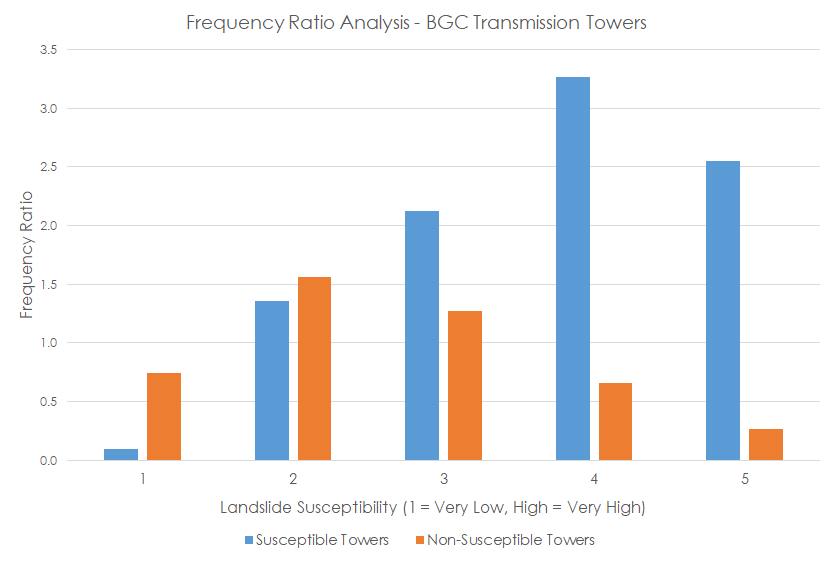 Frequency Ratio Analysis - BGC Transmission Towers
3.5
3.0
2.5
2.0
1.5
1.0
0.5
0.0
Frequency Ratio
1 2 3 4 5
Landslide Susceptibility (1 = Very Low, High = Very High)
Susceptible Towers Non-Susceptible Towers